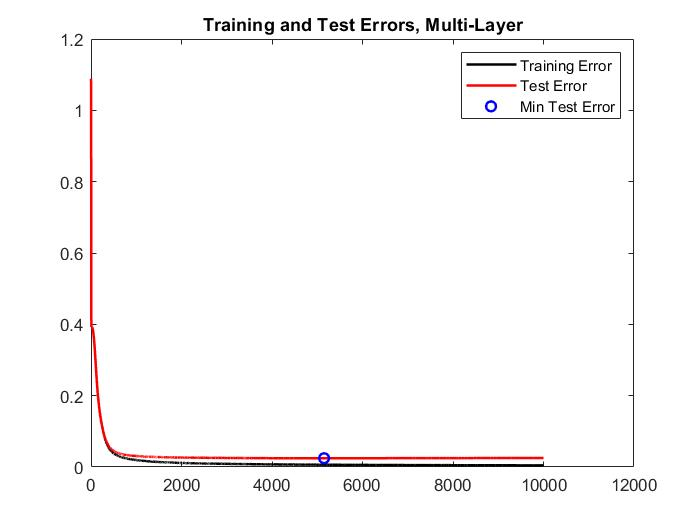 Training and Test Errors, Multi-Layer
1.2
1
0.8
0.6
0.4
0.2
0
Training Error
Test Error
Min Test Error
0 2000 4000 6000 8000 10000 12000